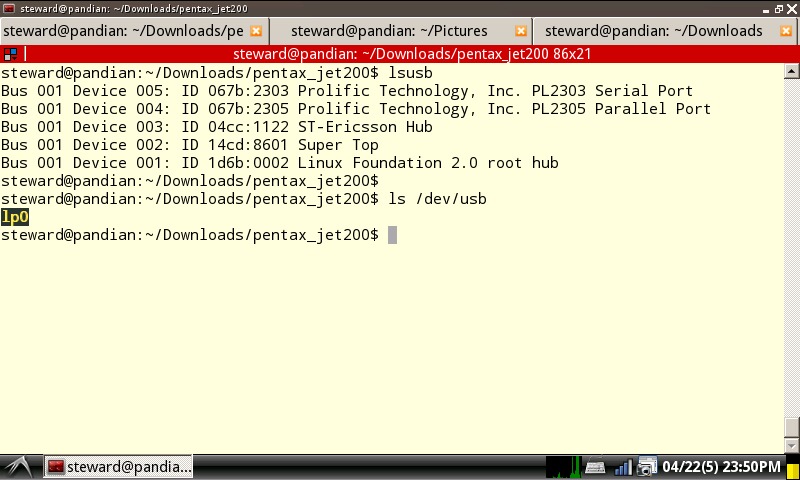 steward@pandian: ~/Downloads/pentax_jet200
steward@pandian: ~/Downloads/pe
steward@pandian: ~/Pictures
steward@pandian: ~/Downloads
steward@pandian:~/Downloads/pentax_jet200 86x21
steward@pandian:~/Downloads/pentax_jet200$ lsusb
Bus 001 Device 005: ID 067b:2303 Prolific Technology, Inc. PL2303 Serial Port
Bus 001 Device 004: ID 067b:2305 Prolific Technology, Inc. PL2305 Parallel Port
Bus 001 Device 003: ID 04cc:1122 ST-Ericsson Hub
Bus 001 Device 002: ID 14cd:8601 Super Top
Bus 001 Device 001: ID 1d6b:0002 Linux Foundation 2.0 root hub
steward@pandian:~/Downloads/pentax_jet200$
steward@pandian:~/Downloads/pentax_jet200$ ls /dev/usb
lp0
steward@pandian:~/Downloads/pentax_jet200$
steward@pandia...
04/22(5) 23:50PM